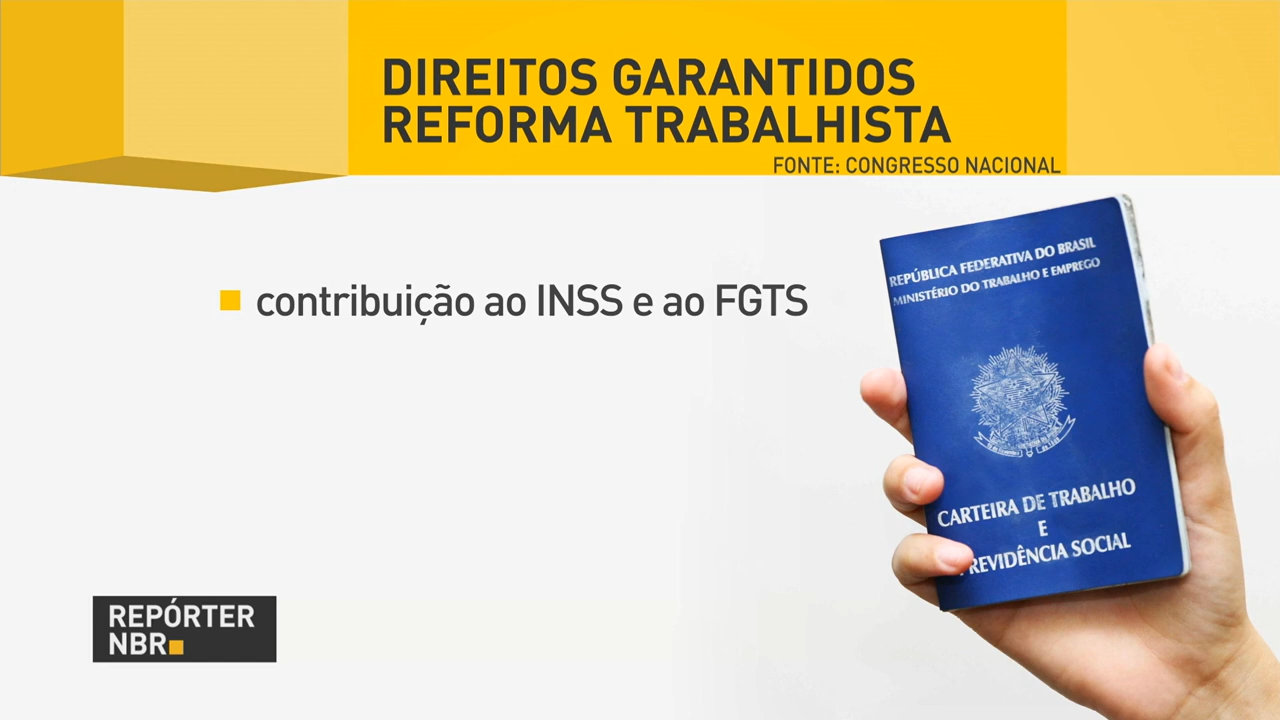 DIREITOS GARANTIDOS
REFORMA TRABALHISTA
FONTE: CONGRESSO NACIONAL
contribuição ao INSS e ao FGTS
REPÚBLICA FEDERATIVA DO BRASIL
MINISTÉRIO DO TRABALHO E EMPREGO
CARTEIRA DE TRABALHO
E
PREVIDÊNCIA SOCIAL
REPÓRTER
NBR